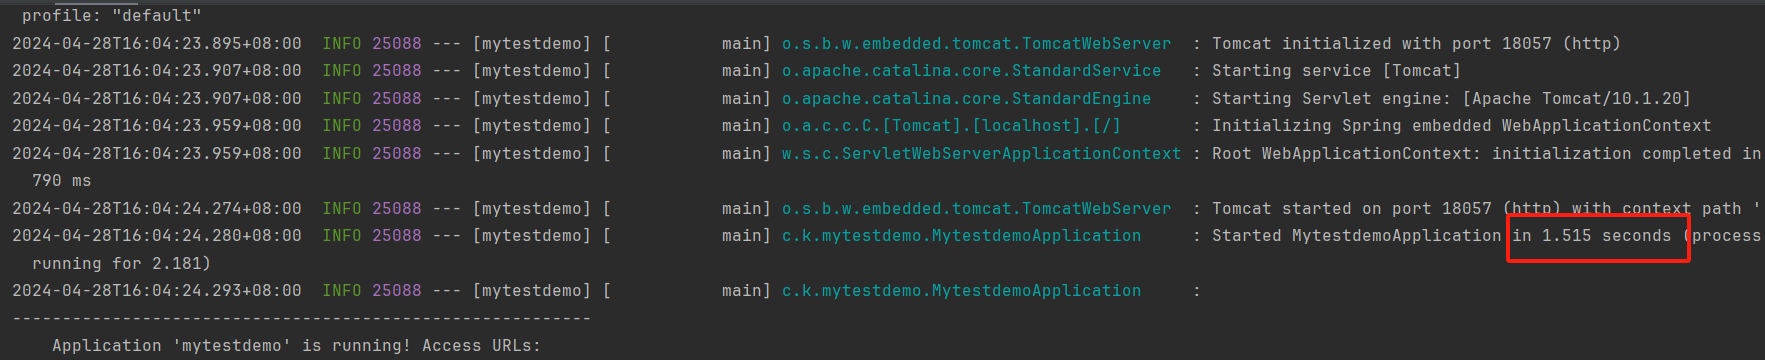 profile: "default"
2024-04-28T16:04:23.895+08:00  INFO 25088 --- [mytestdemo] [           main] o.s.b.w.embedded.tomcat.TomcatWebServer  : Tomcat initialized with port 18057 (http)
2024-04-28T16:04:23.907+08:00  INFO 25088 --- [mytestdemo] [           main] o.apache.catalina.core.StandardService   : Starting service [Tomcat]
2024-04-28T16:04:23.907+08:00  INFO 25088 --- [mytestdemo] [           main] o.apache.catalina.core.StandardEngine    : Starting Servlet engine: [Apache Tomcat/10.1.20]
2024-04-28T16:04:23.959+08:00  INFO 25088 --- [mytestdemo] [           main] o.a.c.c.C.[Tomcat].[localhost].[/]       : Initializing Spring embedded WebApplicationContext
2024-04-28T16:04:23.959+08:00  INFO 25088 --- [mytestdemo] [           main] w.s.c.ServletWebServerApplicationContext : Root WebApplicationContext: initialization completed in
790 ms
2024-04-28T16:04:24.274+08:00  INFO 25088 --- [mytestdemo] [           main] o.s.b.w.embedded.tomcat.TomcatWebServer  : Tomcat started on port 18057 (http) with context path '
2024-04-28T16:04:24.280+08:00  INFO 25088 --- [mytestdemo] [           main] c.k.mytestdemo.MytestdemoApplication     : Started MytestdemoApplication in 1.515 seconds (process
running for 2.181)
2024-04-28T16:04:24.293+08:00  INFO 25088 --- [mytestdemo] [           main] c.k.mytestdemo.MytestdemoApplication     :
----------------------------------------------------------
Application 'mytestdemo' is running! Access URLs: